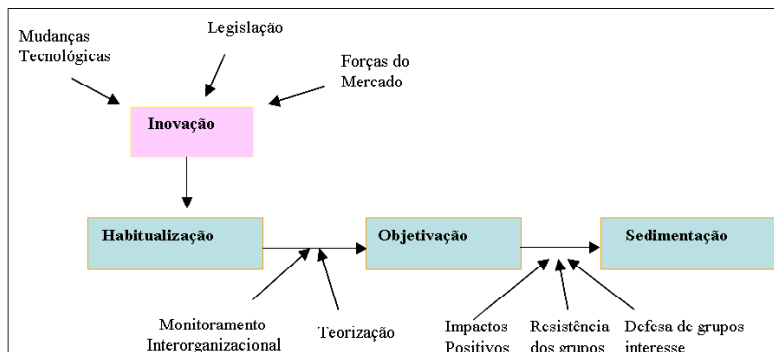 Mudanças
Tecnológicas
Legislação
Forças do
Mercado
Inovação
Habitualização
Objetivação
Sedimentação
Monitoramento
Interorganizacional
Teorização
Impactos
Positivos
Resistência
dos grupos
Defesa de grupos
interesse